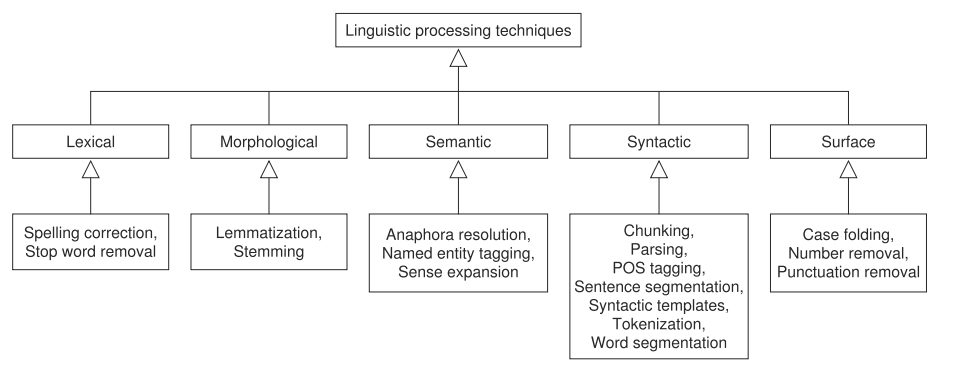 Linguistic processing techniques
Lexical
Morphological
Semantic
Syntactic
Surface
Spelling correction,
Stop word removal
Lemmatization,
Stemming
Anaphora resolution,
Named entity tagging,
Sense expansion
Chunking,
Parsing,
POS tagging,
Sentence segmentation,
Syntactic templates,
Tokenization,
Word segmentation
Case folding,
Number removal,
Punctuation removal